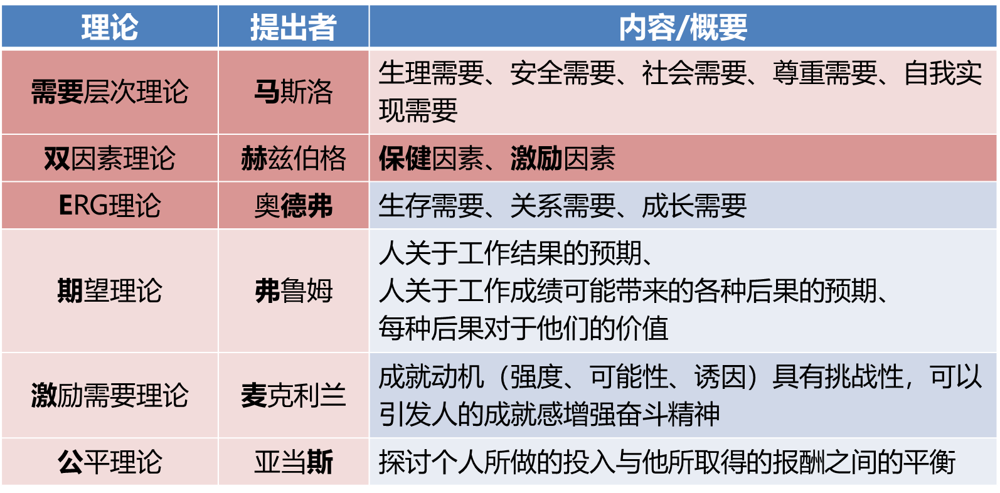 理论 提出者 内容/概要
需要层次理论 马斯洛 生理需要、安全需要、社会需要、尊重需要、自我实
现需要
双因素理论 赫兹伯格 保健因素、激励因素
ERG理论 奥德弗 生存需要、关系需要、成长需要
期望理论 弗鲁姆 人关于工作结果的预期、
人关于工作成绩可能带来的各种后果的预期、
每种后果对于他们的价值
激励需要理论 麦克利兰 成就动机（强度、可能性、诱因）具有挑战性，可以
引发人的成就感增强奋斗精神
公平理论 亚当斯 探讨个人所做的投入与他所取得的报酬之间的平衡